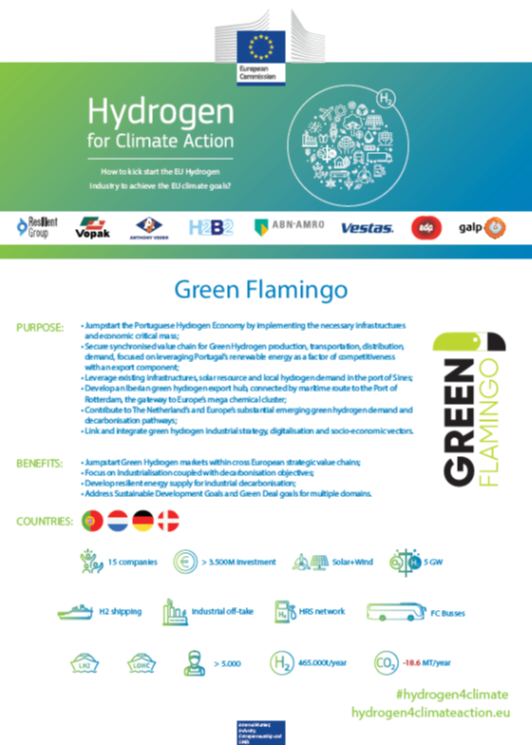 European
Commission
Hydrogen
for Climate Action
H2
How to kick start the EU Hydrogen
Industry to achieve the EU climate goals?
Resilient
Group
Vopak
ANTHONY VEDER
H2B2
ABN·AMRO
Vestas.
edp
galp
Green Flamingo
PURPOSE:
• Jumpstart the Portuguese Hydrogen Economy by implementing the necessary infrastructures
and economic critical mass;
• Secure synchronised value chain for Green Hydrogen production, transportation, distribution,
demand, focused on leveraging Portugal's renewable energy as a factor of competitiveness
with an export component;
• Leverage existing infrastructures, solar resource and local hydrogen demand in the port of Sines;
• Develop an Iberian green hydrogen export hub, connected by maritime route to the Port of
Rotterdam, the gateway to Europe's mega chemical cluster;
• Contribute to The Netherland's and Europe's substantial emerging green hydrogen demand and
decarbonisation pathways;
• Link and integrate green hydrogen industrial strategy, digitalisation and socio-economic vectors.
GREEN
FLAMINGO
BENEFITS:
• Jumpstart Green Hydrogen markets within cross European strategic value chains;
• Focus on Industrialisation coupled with decarbonisation objectives;
• Develop resilient energy supply for industrial decarbonisation;
• Address Sustainable Development Goals and Green Deal goals for multiple domains.
COUNTRIES:
15 companies
> 3.500M Investment
Solar+Wind
5 GW
H2 shipping
Industrial off-take
HRS network
FC Busses
LH2
LOHC
> 5.000
H2
465.000t/year
CO2
-18.6 MT/year
#hydrogen4climate
hydrogen4climateaction.eu
Internal Market,
Industry,
Entrepreneurship and
SMEs